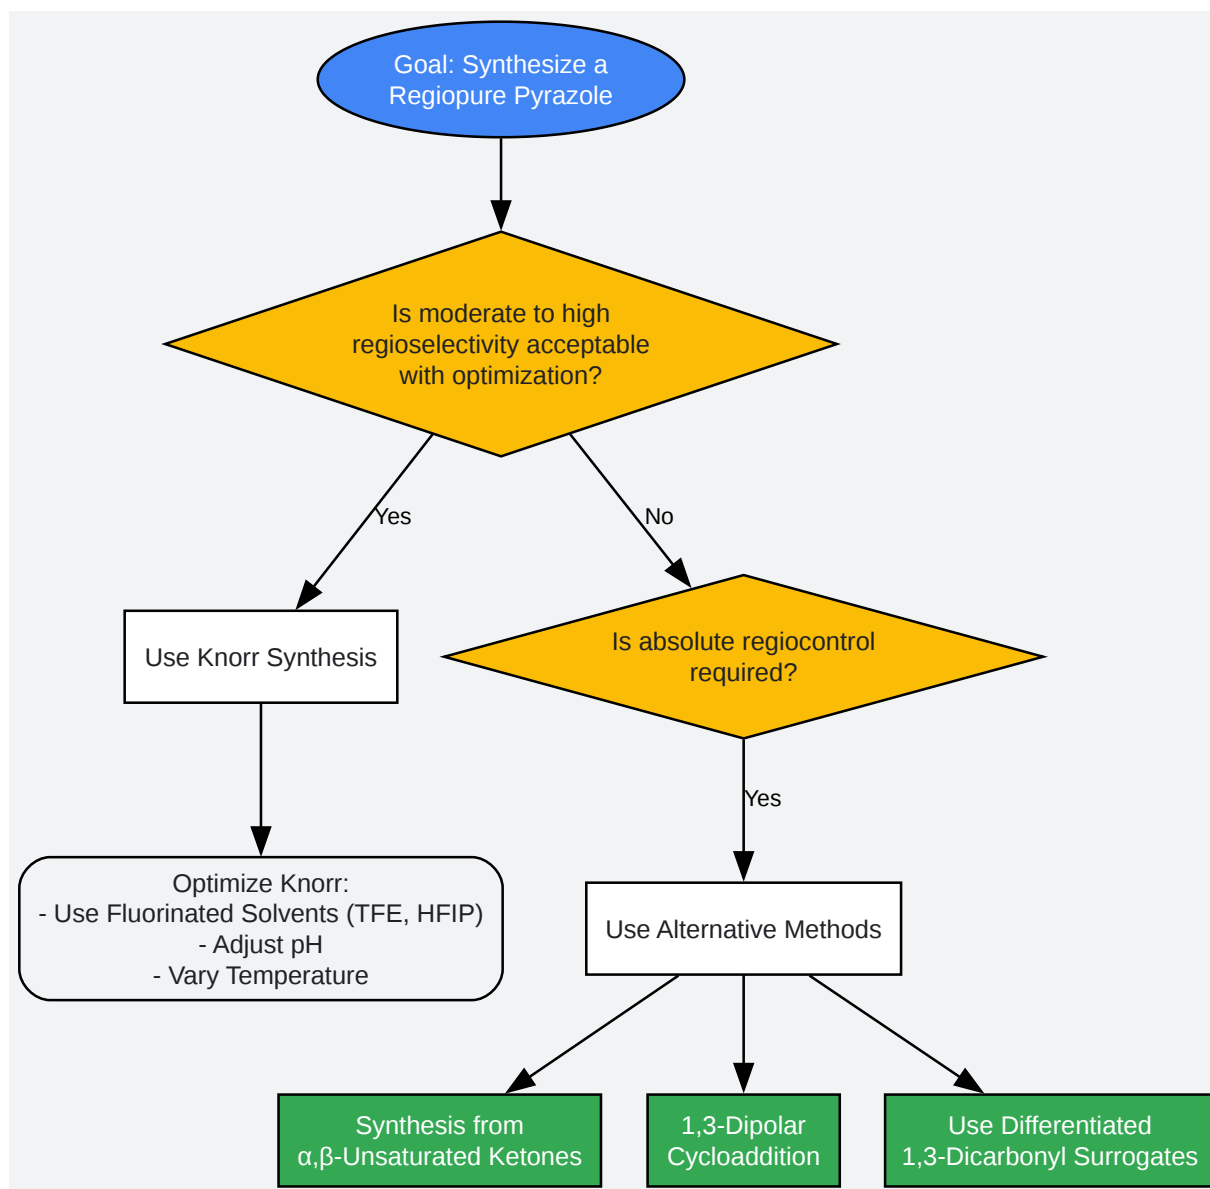 Goal: Synthesize a
Regiopure Pyrazole
Is moderate to high
regioselectivity acceptable
with optimization?
Yes
No
Use Knorr Synthesis
Is absolute regiocontrol
required?
Yes
Optimize Knorr:
- Use Fluorinated Solvents (TFE, HFIP)
- Adjust pH
- Vary Temperature
Use Alternative Methods
Synthesis from
α,β-Unsaturated Ketones
1,3-Dipolar
Cycloaddition
Use Differentiated
1,3-Dicarbonyl Surrogates